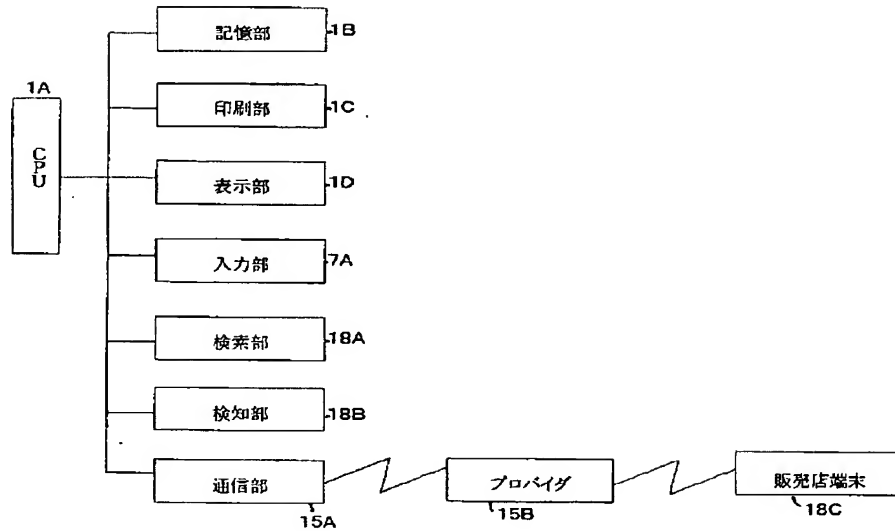 記憶部
1B
1A
CPU
印刷部
1C
表示部
1D
入力部
7A
検素部
18A
検知部
18B
通信部
15A
プロバイダ
15B
販売店端末
18C